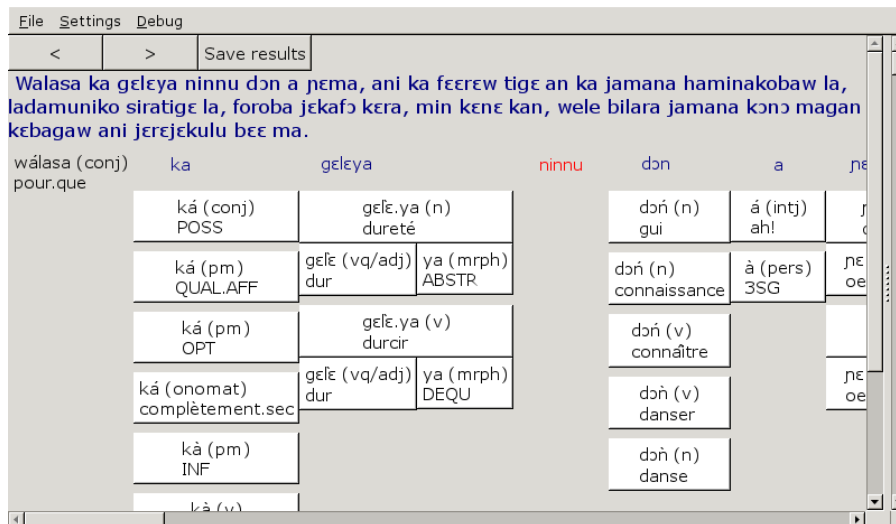 File Settings Debug
< > Save results
Walasa ka gɛlɛya ninnu dɔn a ɲɛma, ani ka fɛɛrɛw tigɛ an ka jamana haminakobaw la,
ladamuniko siratigɛ la, foroba jɛkafɔ kɛra, min kɛnɛ kan, wele bilara jamana kɔnɔ magan
kɛbagaw ani jɛrɛjɛkulu bɛɛ ma.
wálasa (conj)
pour.que
ka
ká (conj)
POSS
ká (pm)
QUAL.AFF
ká (pm)
OPT
ká (onomat)
complètement.sec
kà (pm)
INF
kà (v)
gɛlɛya
gɛ̀lɛ.ya (n)
dureté
gɛ̀lɛ (vq/adj) ya (mrph)
dur ABSTR
gɛ̀lɛ.ya (v)
durcir
gɛ̀lɛ (vq/adj) ya (mrph)
dur DEQU
ninnu
dɔn
dɔ́n (n)
gui
dɔ́n (n)
connaissance
dɔ́n (v)
connaître
dɔ̀n (v)
danser
dɔ̀n (n)
danse
a
á (intj)
ah!
à (pers)
3SG